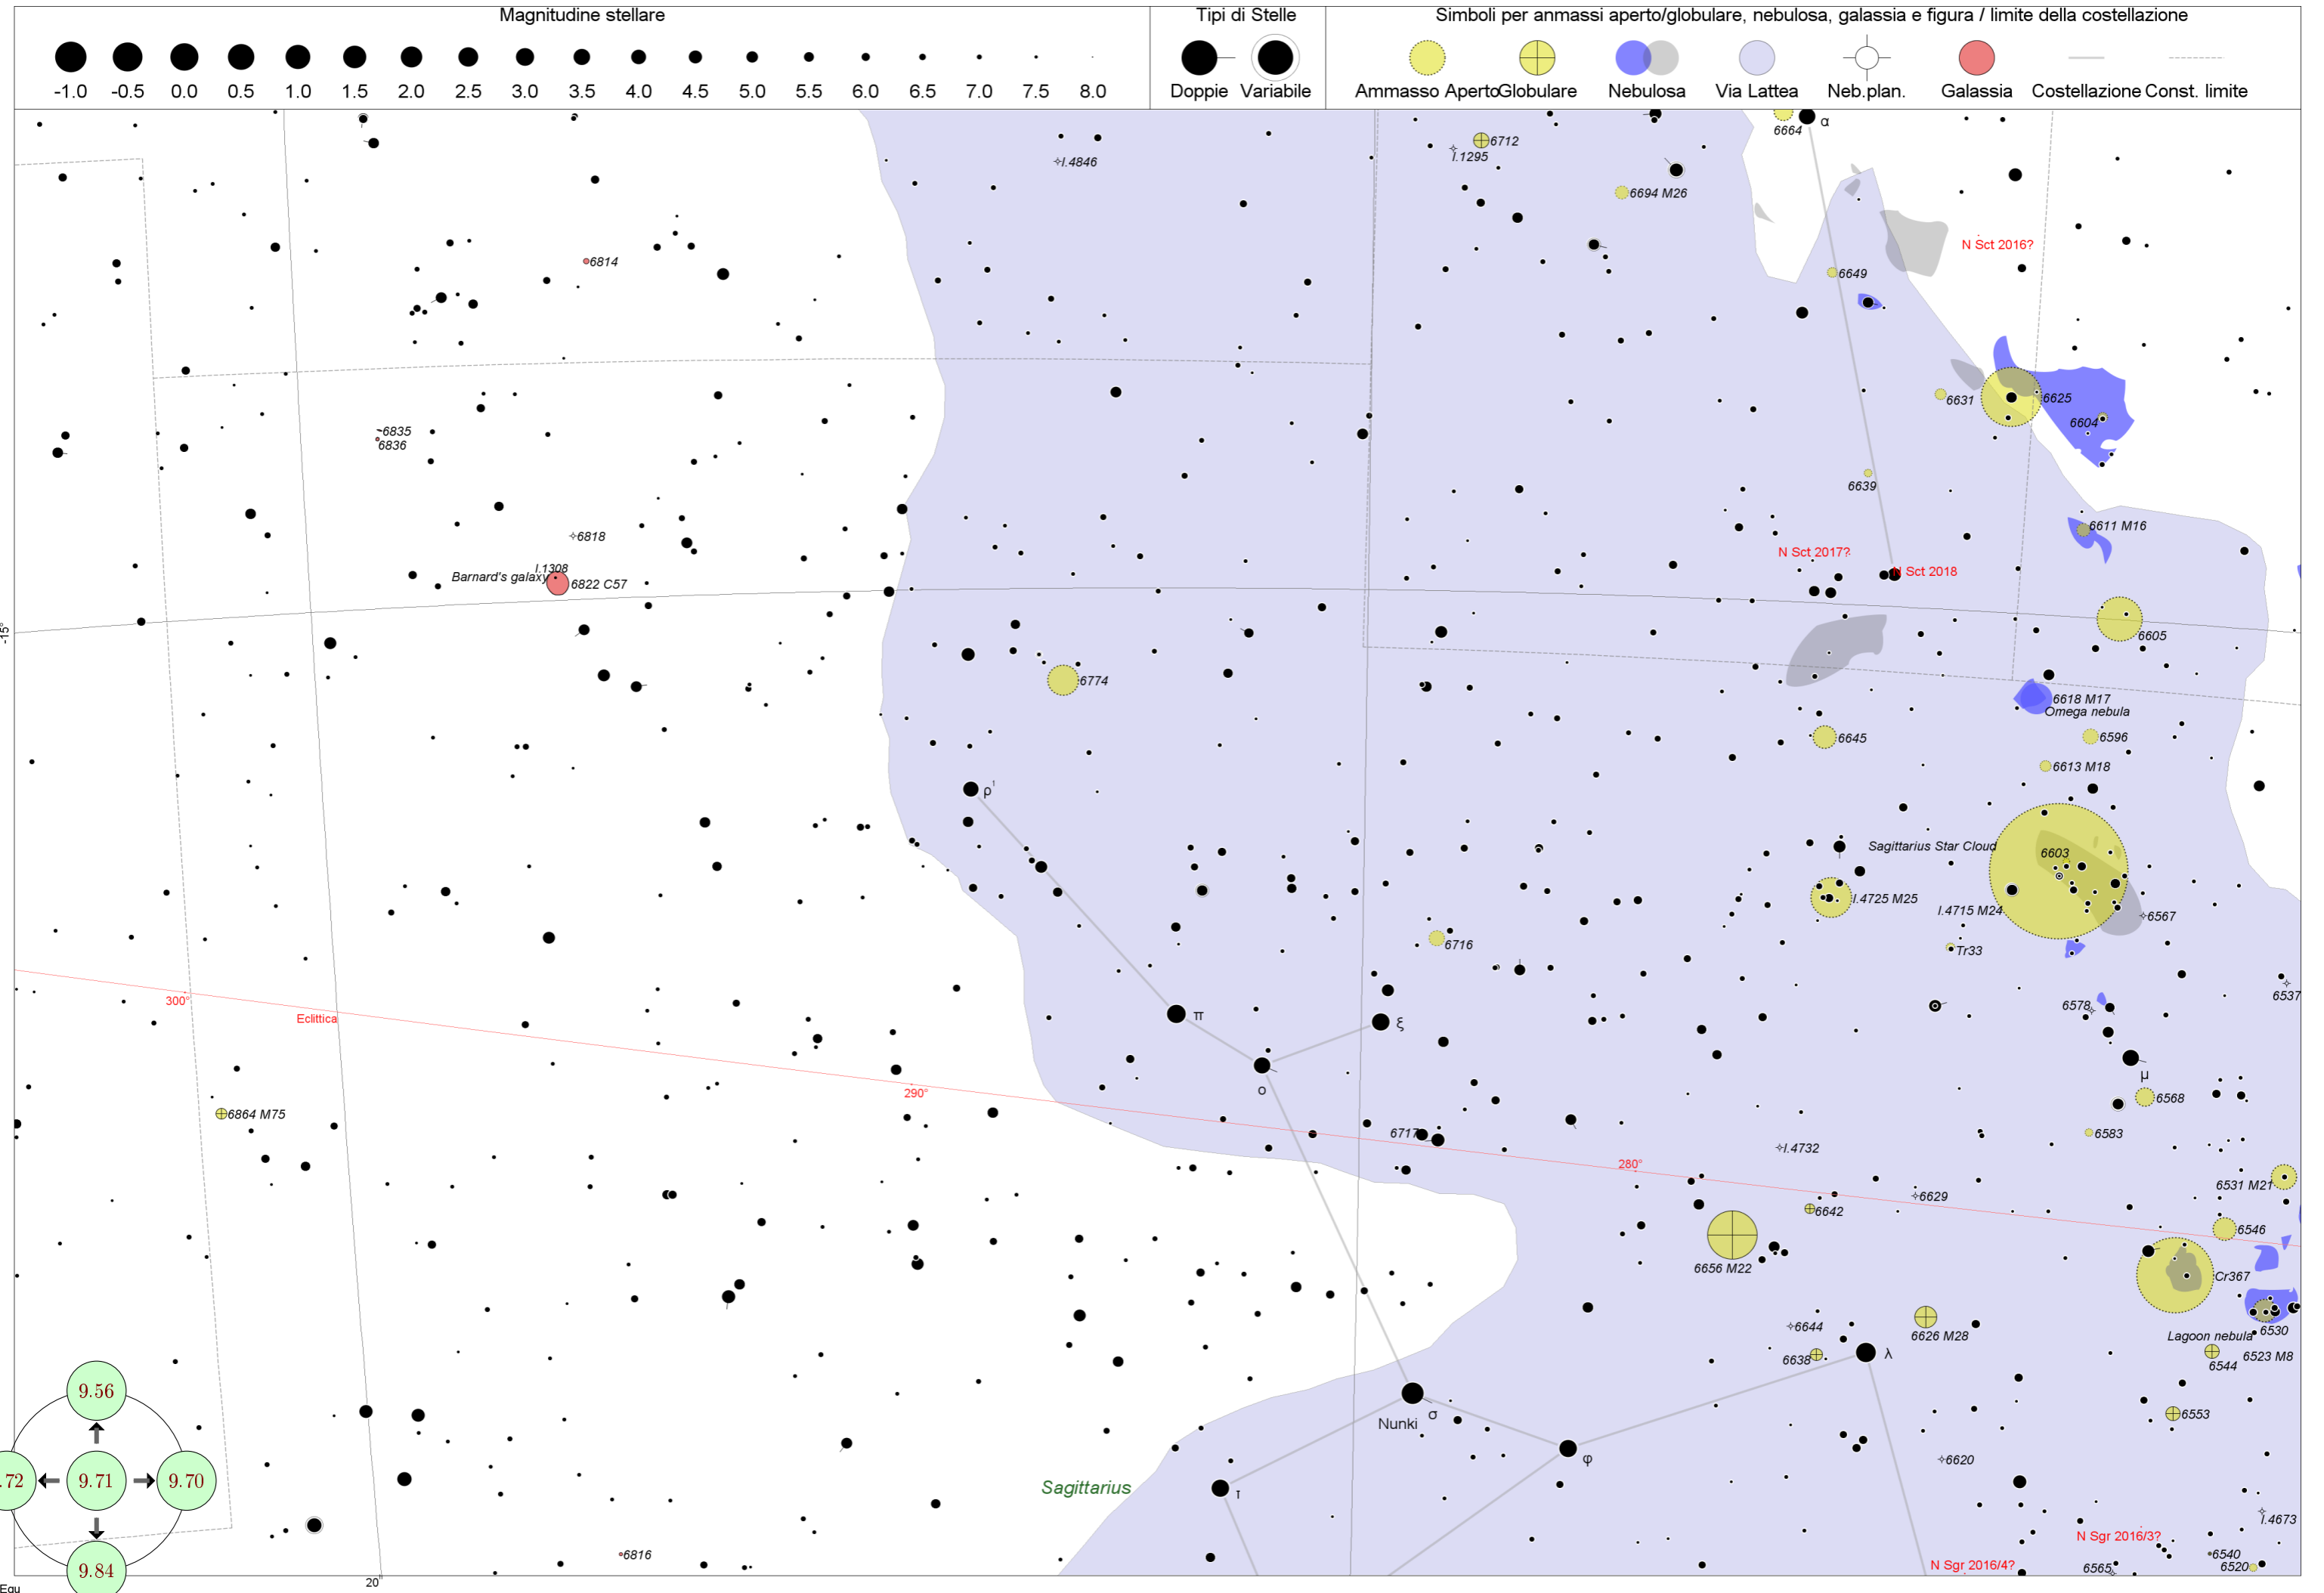 Magnitudine stellare
Tipi di Stelle
Simboli per anmassi aperto/globulare, nebulosa, galassia e figura / limite della costellazione
-1.0 -0.5 0.0 0.5 1.0 1.5 2.0 2.5 3.0 3.5 4.0 4.5 5.0 5.5 6.0 6.5 7.0 7.5 8.0
Doppie Variabile
Ammasso Aperto Globulare Nebulosa Via Lattea Neb.plan. Galassia Costellazione Const. limite
6664
α
6712
I.1295
I.4846
6694 M26
N Sct 2016?
6814
6649
6631
6625
6604
6835
6836
6639
6611 M16
6818
N Sct 2017?
I.1308
Barnard's galaxy
6822 C57
N Sct 2018
-15°
6605
6774
6618 M17
Omega nebula
6645
6596
6613 M18
ρ¹
Sagittarius Star Cloud
6603
I.4725 M25
I.4715 M24
6567
6716
Tr33
300°
Eclittica
6537
6578
π
ξ
μ
ο
290°
6568
6864 M75
6717
6583
I.4732
280°
6531 M21
6629
6642
6546
6656 M22
Cr367
6644
6626 M28
6530
Lagoon nebula
6638
λ
6523 M8
6544
9.56
σ
Nunki
6553
φ
6620
.72
9.71
9.70
Sagittarius
τ
I.4673
N Sgr 2016/3?
6816
6540
N Sgr 2016/4?
6565
6520
9.84
20h
Equ